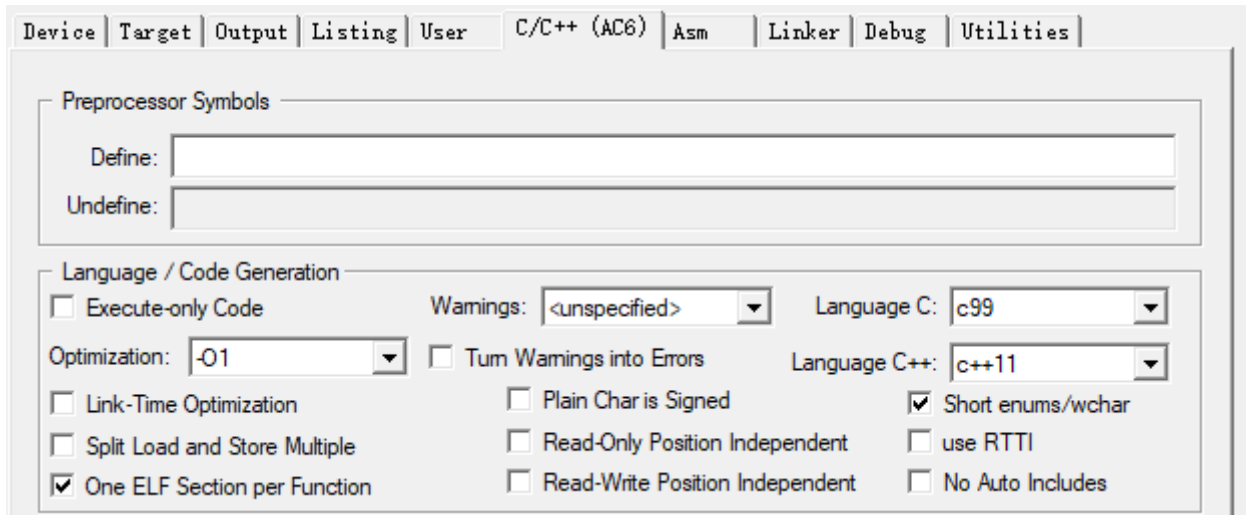 Device Target Output Listing User C/C++ (AC6) Asm Linker Debug Utilities
Preprocessor Symbols
Define:
Undefine:
Language / Code Generation
Execute-only Code Warnings: <unspecified> Language C: c99
Optimization: -O1 Turn Warnings into Errors Language C++: c++11
Link-Time Optimization Plain Char is Signed Short enums/wchar
Split Load and Store Multiple Read-Only Position Independent use RTTI
One ELF Section per Function Read-Write Position Independent No Auto Includes